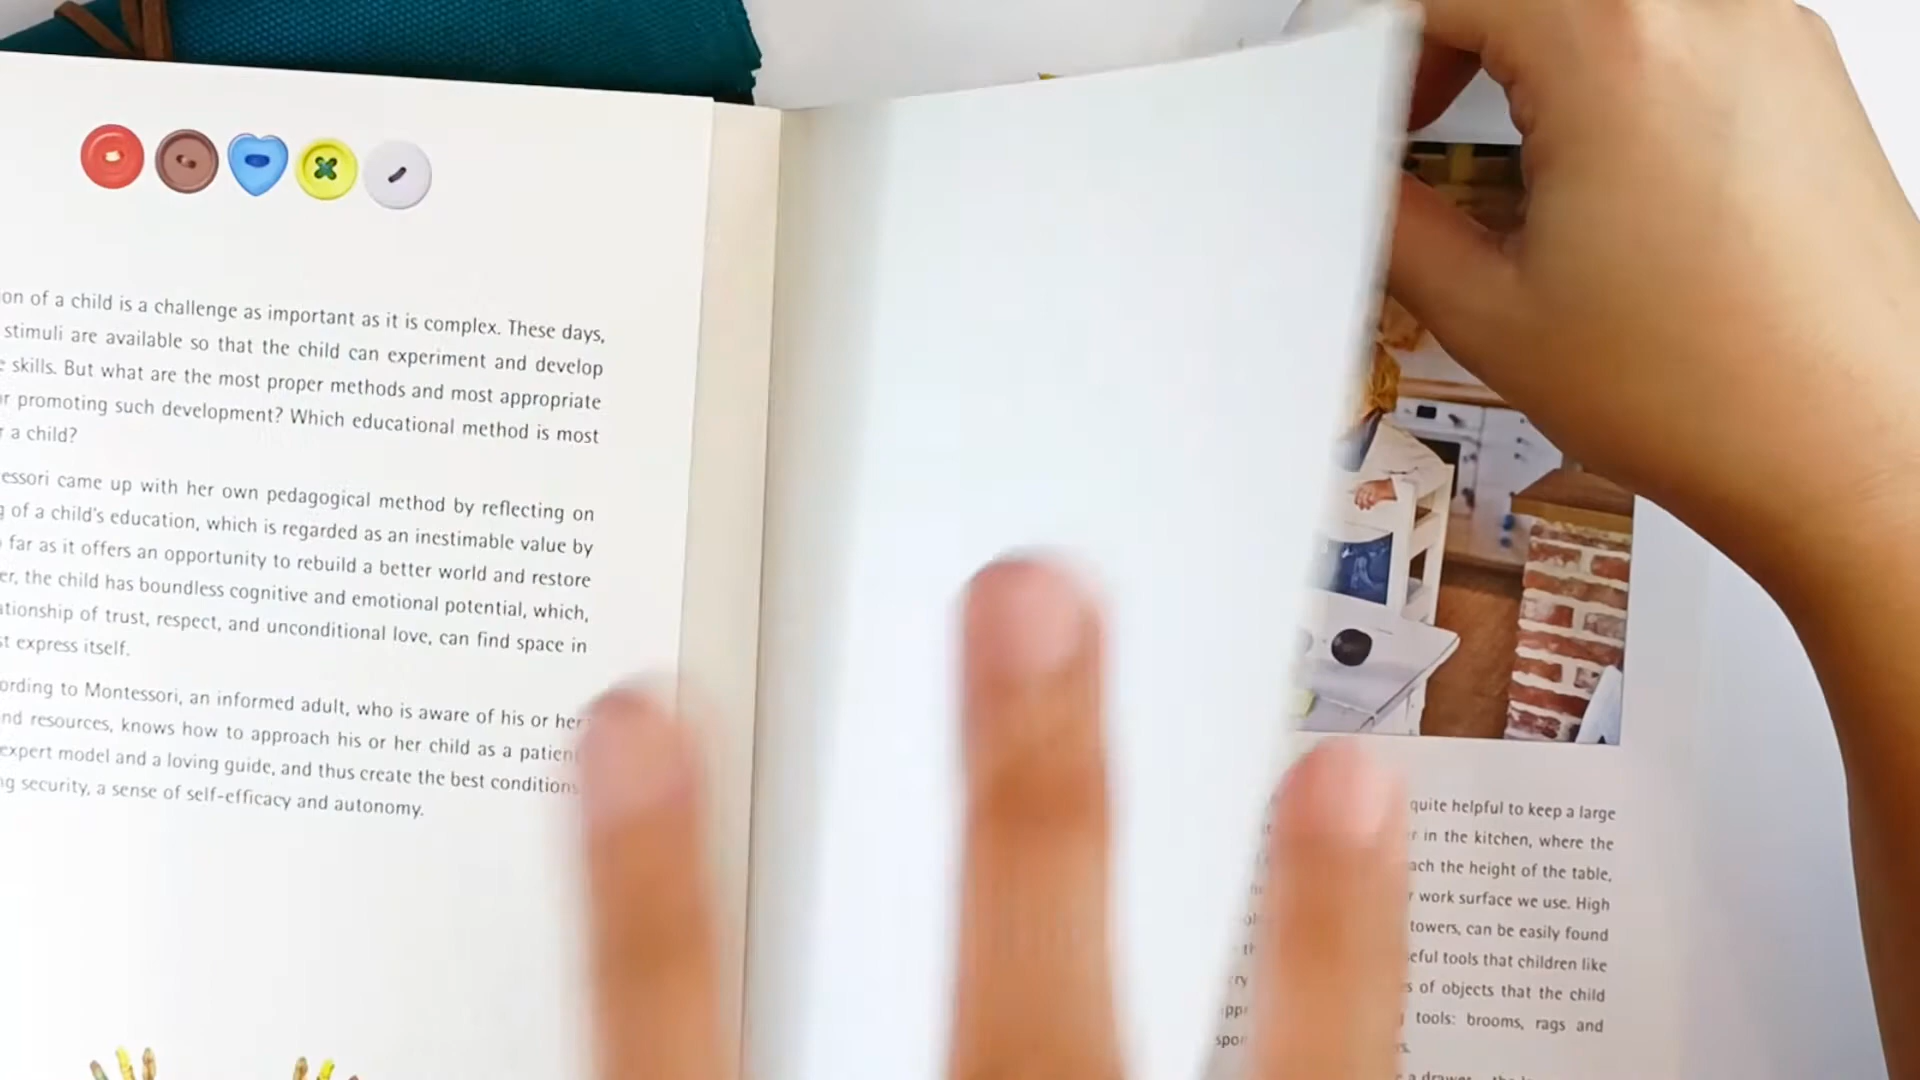 on of a child is a challenge as important as it is complex. These days,
stimuli are available so that the child can experiment and develop
skills. But what are the most proper methods and most appropriate
r promoting such development? Which educational method is most
r a child?
essori came up with her own pedagogical method by reflecting on
g of a child's education, which is regarded as an inestimable value by
far as it offers an opportunity to rebuild a better world and restore
er, the child has boundless cognitive and emotional potential, which,
ationship of trust, respect, and unconditional love, can find space in
st express itself.
ording to Montessori, an informed adult, who is aware of his or her
nd resources, knows how to approach his or her child as a patien
expert model and a loving guide, and thus create the best conditions
ng security, a sense of self-efficacy and autonomy.
quite helpful to keep a large
r in the kitchen, where the
ach the height of the table,
r work surface we use. High
towers, can be easily found
eful tools that children like
s of objects that the child
tools: brooms, rags and